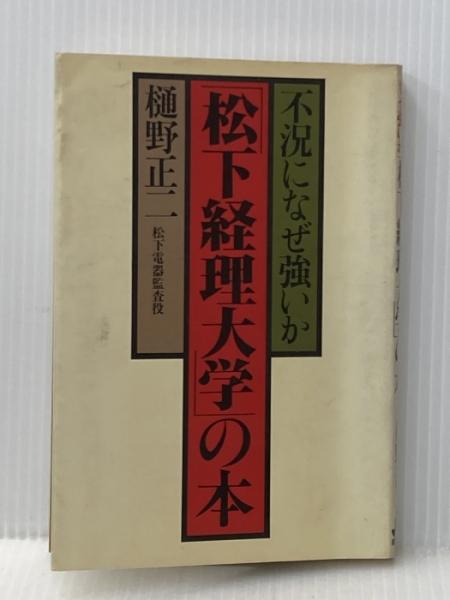 不況になぜ強いか
「松下経理大学」の本
樋野正二
松下電器監査役